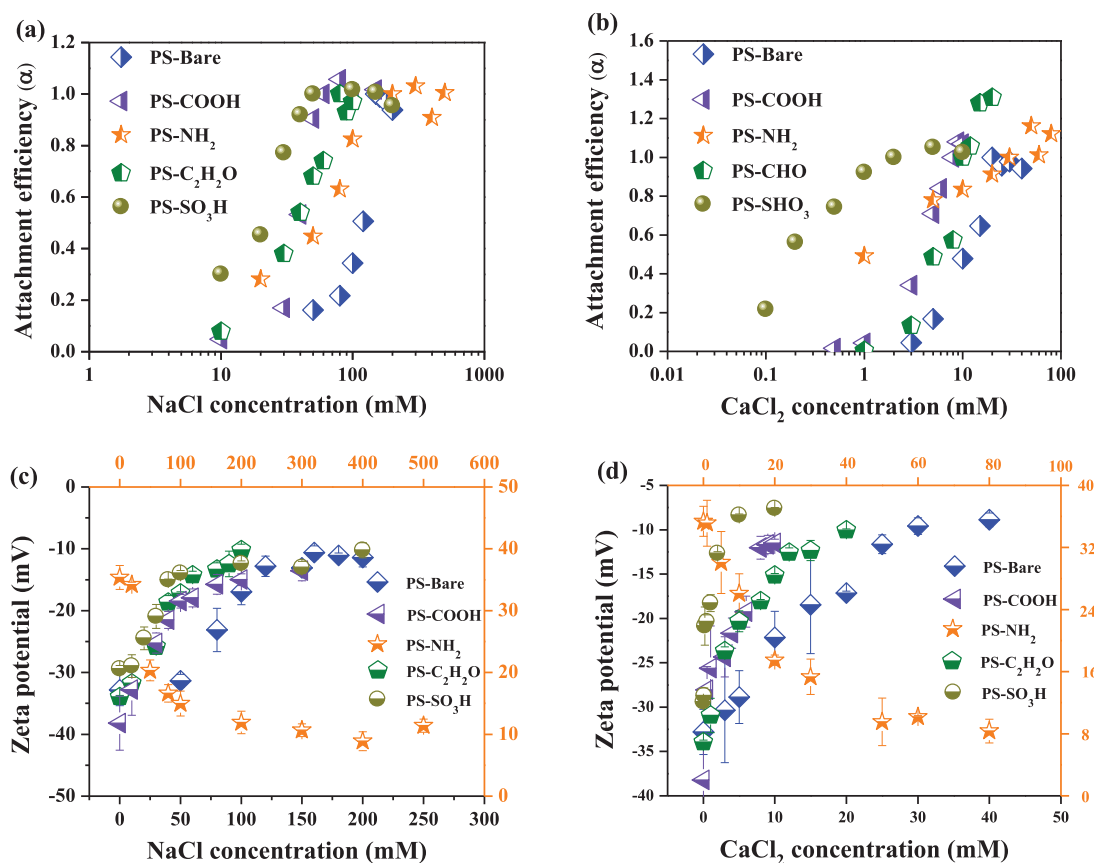 (a)
Attachment efficiency (α)
1.2
1.0
0.8
0.6
0.4
0.2
0.0
PS-Bare
PS-COOH
PS-NH₂
PS-C₂H₂O
PS-SO₃H
1 10 100 1000
NaCl concentration (mM)
(b)
Attachment efficiency (α)
1.6
1.4
1.2
1.0
0.8
0.6
0.4
0.2
0.0
PS-Bare
PS-COOH
PS-NH₂
PS-CHO
PS-SHO₃
0.01 0.1 1 10 100
CaCl₂ concentration (mM)
(c)
0 100 200 300 400 500 600
Zeta potential (mV)
0
-10
-20
-30
-40
-50
50
40
30
20
10
0
PS-Bare
PS-COOH
PS-NH₂
PS-C₂H₂O
PS-SO₃H
0 50 100 150 200 250 300
NaCl concentration (mM)
(d)
0 20 40 60 80 100
Zeta potential (mV)
-5
-10
-15
-20
-25
-30
-35
-40
40
32
24
16
8
0
PS-Bare
PS-COOH
PS-NH₂
PS-C₂H₂O
PS-SO₃H
0 10 20 30 40 50
CaCl₂ concentration (mM)